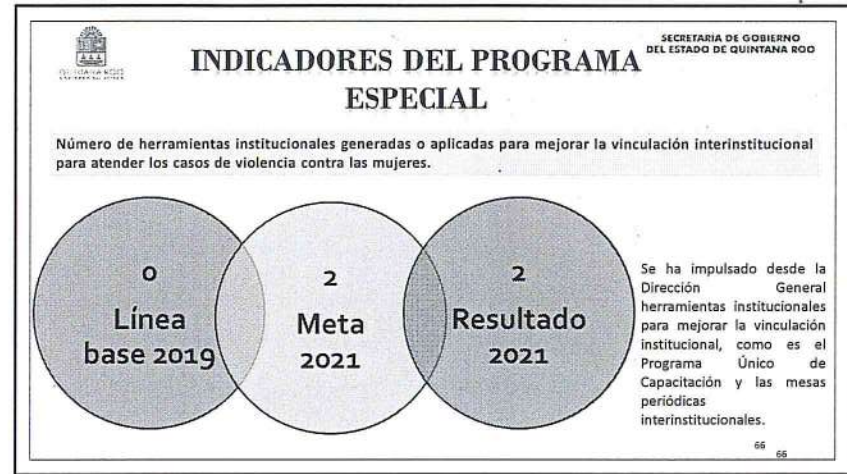 SECRETARÍA DE GOBIERNO
DEL ESTADO DE QUINTANA ROO
QUINTANA ROO
INDICADORES DEL PROGRAMA
ESPECIAL
Número de herramientas institucionales generadas o aplicadas para mejorar la vinculación interinstitucional
para atender los casos de violencia contra las mujeres.
0
Línea
base 2019
2
Meta
2021
2
Resultado
2021
Se ha impulsado desde la
Dirección General
herramientas institucionales
para mejorar la vinculación
institucional, como es el
Programa Único de
Capacitación y las mesas
periódicas
interinstitucionales.
66
66